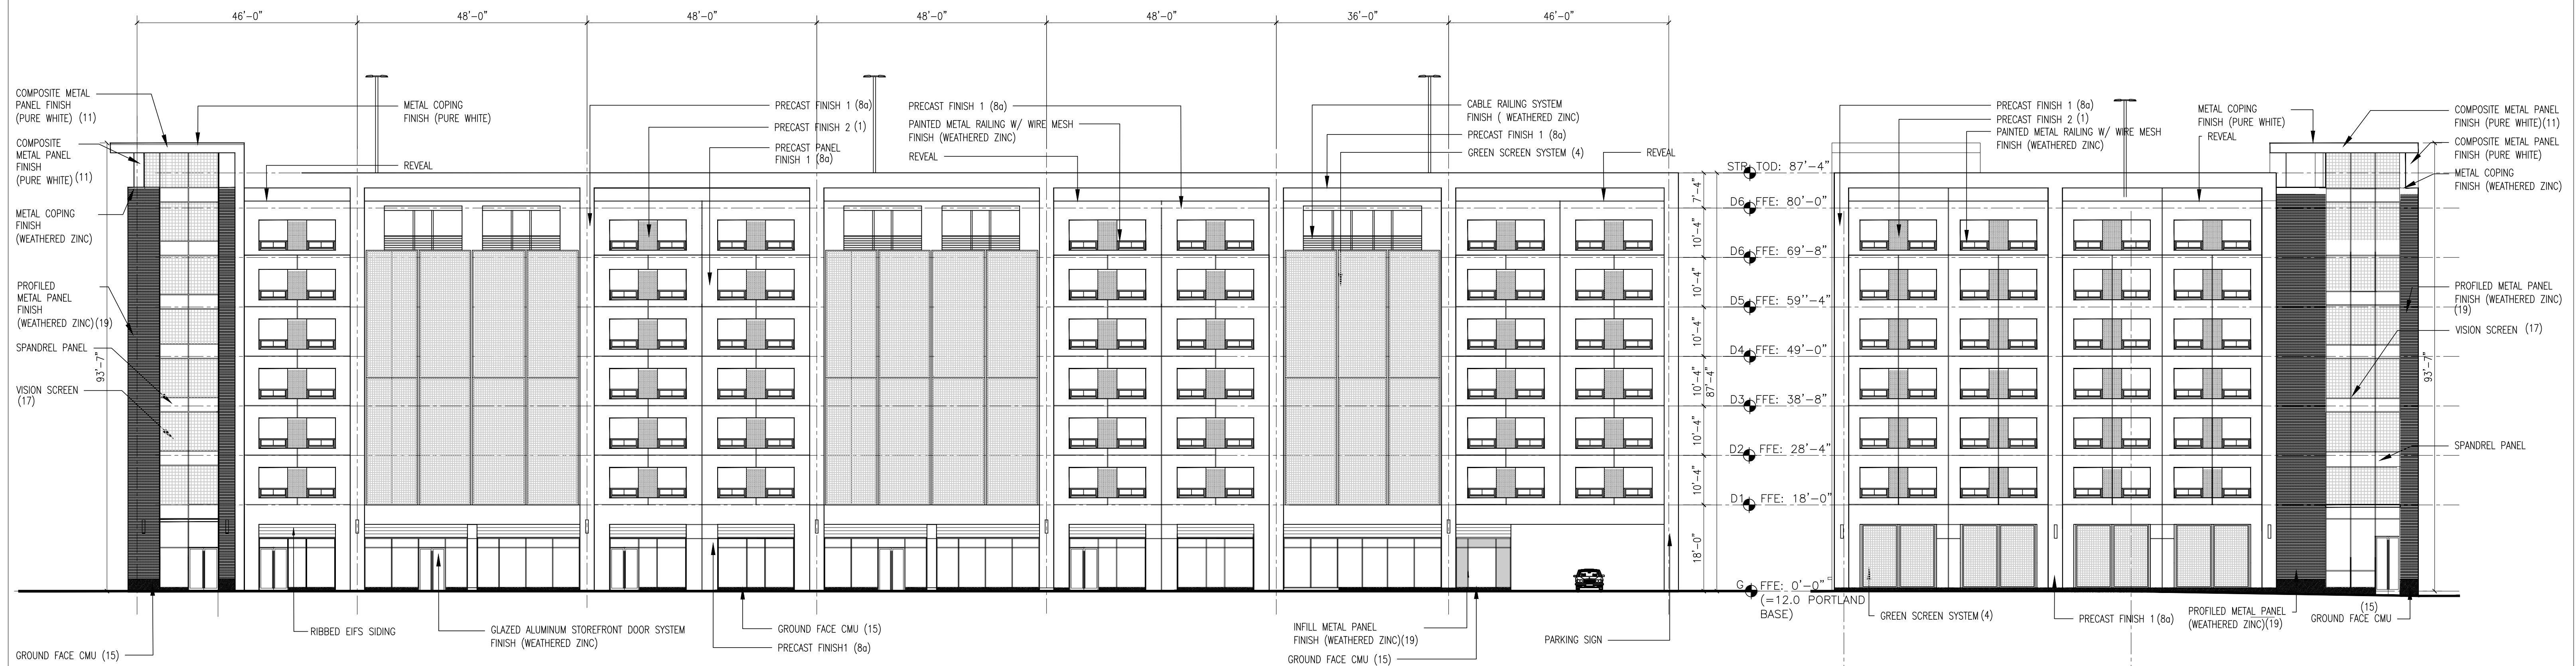 46'-0"
48'-0"
48'-0"
48'-0"
48'-0"
36'-0"
46'-0"
COMPOSITE METAL
PANEL FINISH
(PURE WHITE) (11)
COMPOSITE
METAL PANEL
FINISH
(PURE WHITE) (11)
METAL COPING
FINISH
(WEATHERED ZINC)
PROFILED
METAL PANEL
FINISH
(WEATHERED ZINC)(19)
SPANDREL PANEL
93'-7"
VISION SCREEN
(17)
GROUND FACE CMU (15)
METAL COPING
FINISH (PURE WHITE)
REVEAL
RIBBED EIFS SIDING
GLAZED ALUMINUM STOREFRONT DOOR SYSTEM
FINISH (WEATHERED ZINC)
PRECAST FINISH 1 (8a)
PRECAST FINISH 2 (1)
PRECAST PANEL
FINISH 1 (8a)
GROUND FACE CMU (15)
PRECAST FINISH1 (8a)
PRECAST FINISH 1 (8a)
PAINTED METAL RAILING W/ WIRE MESH
FINISH (WEATHERED ZINC)
REVEAL
CABLE RAILING SYSTEM
FINISH ( WEATHERED ZINC)
PRECAST FINISH 1 (8a)
GREEN SCREEN SYSTEM (4)
REVEAL
INFILL METAL PANEL
FINISH (WEATHERED ZINC)(19)
GROUND FACE CMU (15)
PARKING SIGN
7'-4"
10'-4"
10'-4"
10'-4"
10'-4"
10'-4"
10'-4"
18'-0"
87'-4"
STR TOD: 87'-4"
D6 FFE: 80'-0"
D6 FFE: 69'-8"
D5 FFE: 59''-4"
D4 FFE: 49'-0"
D3 FFE: 38'-8"
D2 FFE: 28'-4"
D1 FFE: 18'-0"
G FFE: 0'-0"
(=12.0 PORTLAND
BASE)
PRECAST FINISH 1 (8a)
PRECAST FINISH 2 (1)
PAINTED METAL RAILING W/ WIRE MESH
FINISH (WEATHERED ZINC)
METAL COPING
FINISH (PURE WHITE)
REVEAL
COMPOSITE METAL PANEL
FINISH (PURE WHITE)(11)
COMPOSITE METAL PANEL
FINISH (PURE WHITE)
METAL COPING
FINISH (WEATHERED ZINC)
PROFILED METAL PANEL
FINISH (WEATHERED ZINC)
(19)
VISION SCREEN (17)
93'-7"
SPANDREL PANEL
GREEN SCREEN SYSTEM (4)
PRECAST FINISH 1 (8a)
PROFILED METAL PANEL
(WEATHERED ZINC)(19)
(15)
GROUND FACE CMU